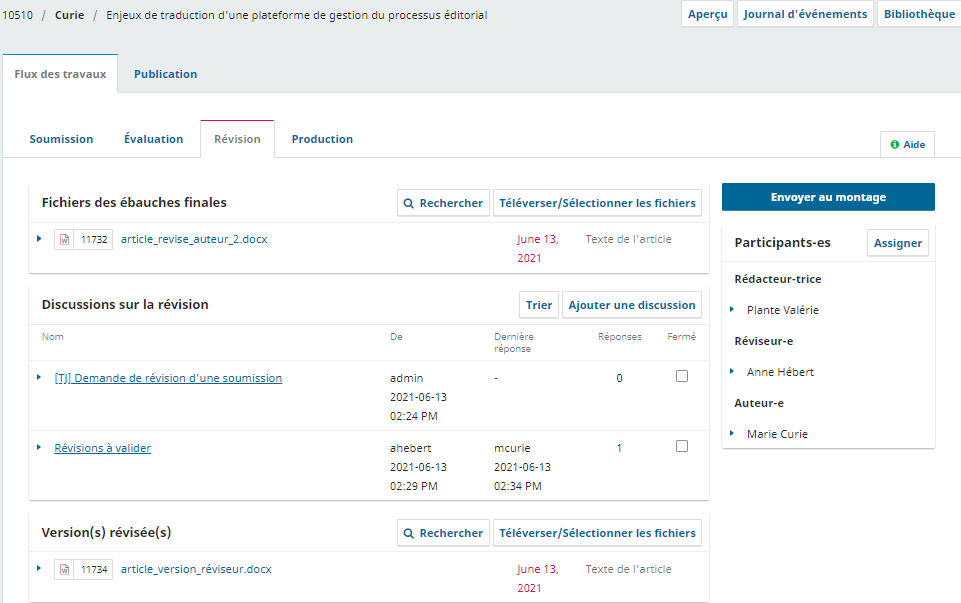 10510 / Curie / Enjeux de traduction d'une plateforme de gestion du processus éditorial
Aperçu Journal d'événements Bibliothèque
Flux des travaux Publication
Soumission Évaluation Révision Production
Aide
Fichiers des ébauches finales Rechercher Téléverser/Sélectionner les fichiers
11732 article_revise_auteur_2.docx June 13, Texte de l'article
2021
Discussions sur la révision Trier Ajouter une discussion
Nom De Dernière Réponses Fermé
réponse
[TJ] Demande de révision d'une soumission admin - 0
2021-06-13
02:24 PM
Révisions à valider ahebert mcurie 1
2021-06-13 2021-06-13
02:29 PM 02:34 PM
Version(s) révisée(s) Rechercher Téléverser/Sélectionner les fichiers
11734 article_version_réviseur.docx June 13, Texte de l'article
2021
Envoyer au montage
Participants-es Assigner
Rédacteur-trice
Plante Valérie
Réviseur-e
Anne Hébert
Auteur-e
Marie Curie